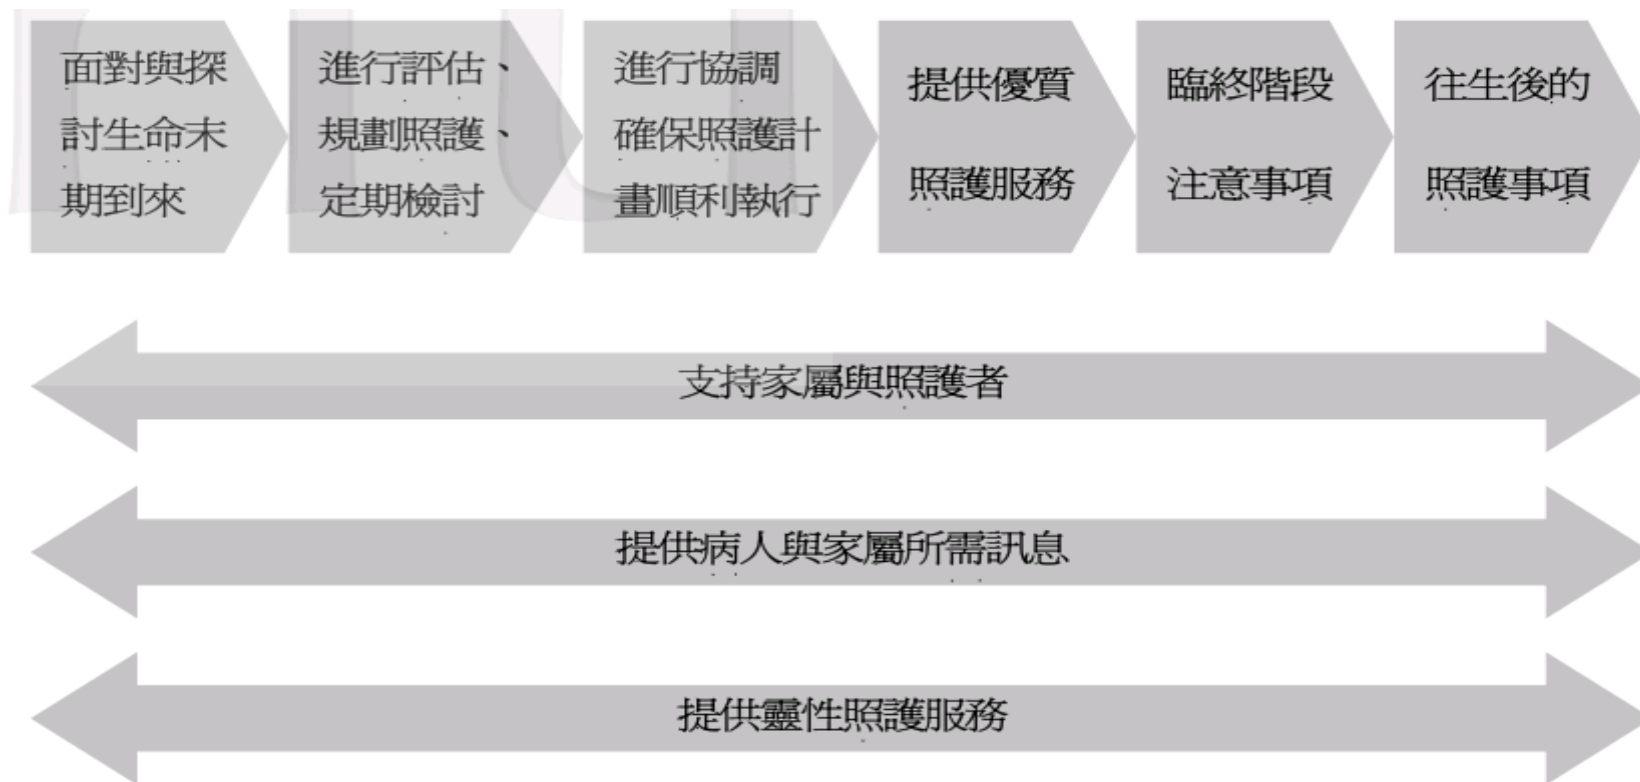 面對與探
討生命末
期到來
進行評估、
規劃照護、
定期檢討
進行協調
確保照護計
畫順利執行
提供優質
照護服務
臨終階段
注意事項
往生後的
照護事項
支持家屬與照護者
提供病人與家屬所需訊息
提供靈性照護服務